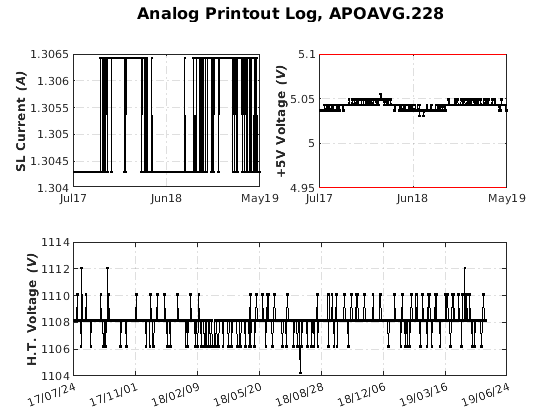 Analog Printout Log, APOAVG.228
SL Current (A)
1.3065
1.306
1.3055
1.305
1.3045
1.304
Jul17
Jun18
May19
+5V Voltage (V)
5.1
5.05
5
4.95
Jul17
Jun18
May19
H.T. Voltage (V)
1114
1112
1110
1108
1106
1104
17/07/24
17/11/01
18/02/09
18/05/20
18/08/28
18/12/06
19/03/16
19/06/24